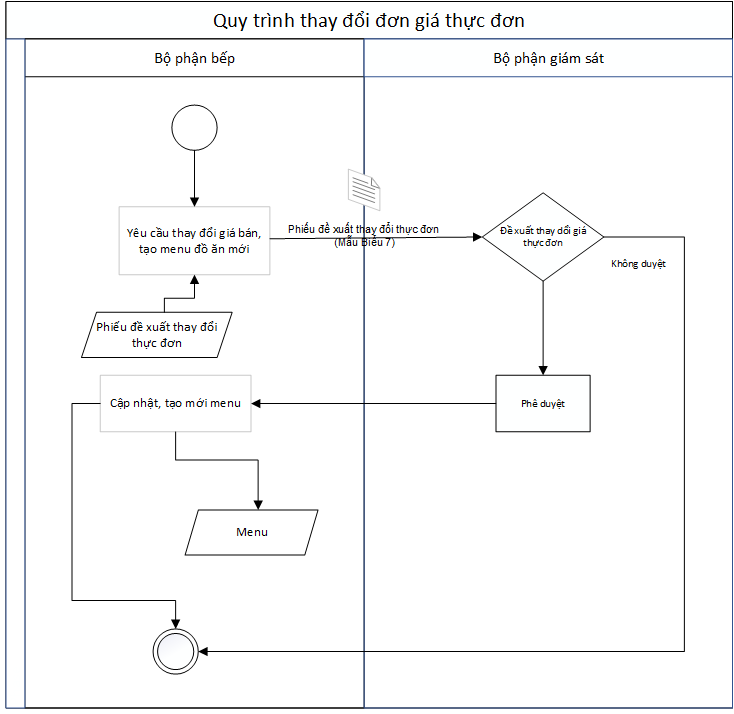 Quy trình thay đổi đơn giá thực đơn
Bộ phận bếp
Bộ phận giám sát
Yêu cầu thay đổi giá bán,
tạo menu đồ ăn mới
Phiếu đề xuất thay đổi thực đơn
(Mẫu Biểu 7)
Đề xuất thay dổi giá
thực đơn
Không duyệt
Phiếu đề xuất thay đổi
thực đơn
Cập nhật, tạo mới menu
Phê duyệt
Menu